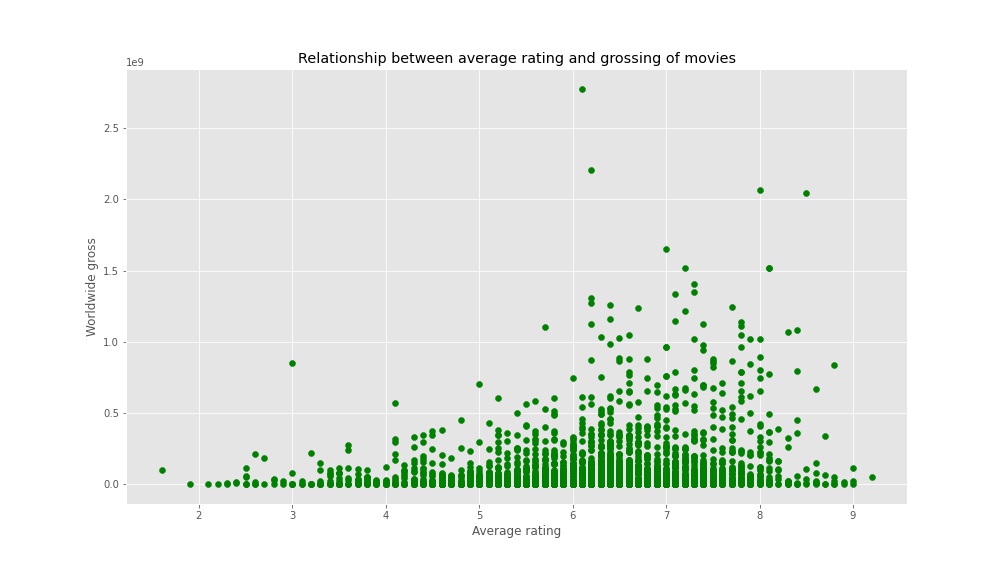 Relationship between average rating and grossing of movies
1e9
2.5
2.0
1.5
1.0
0.5
0.0
Worldwide gross
2 3 4 5 6 7 8 9
Average rating